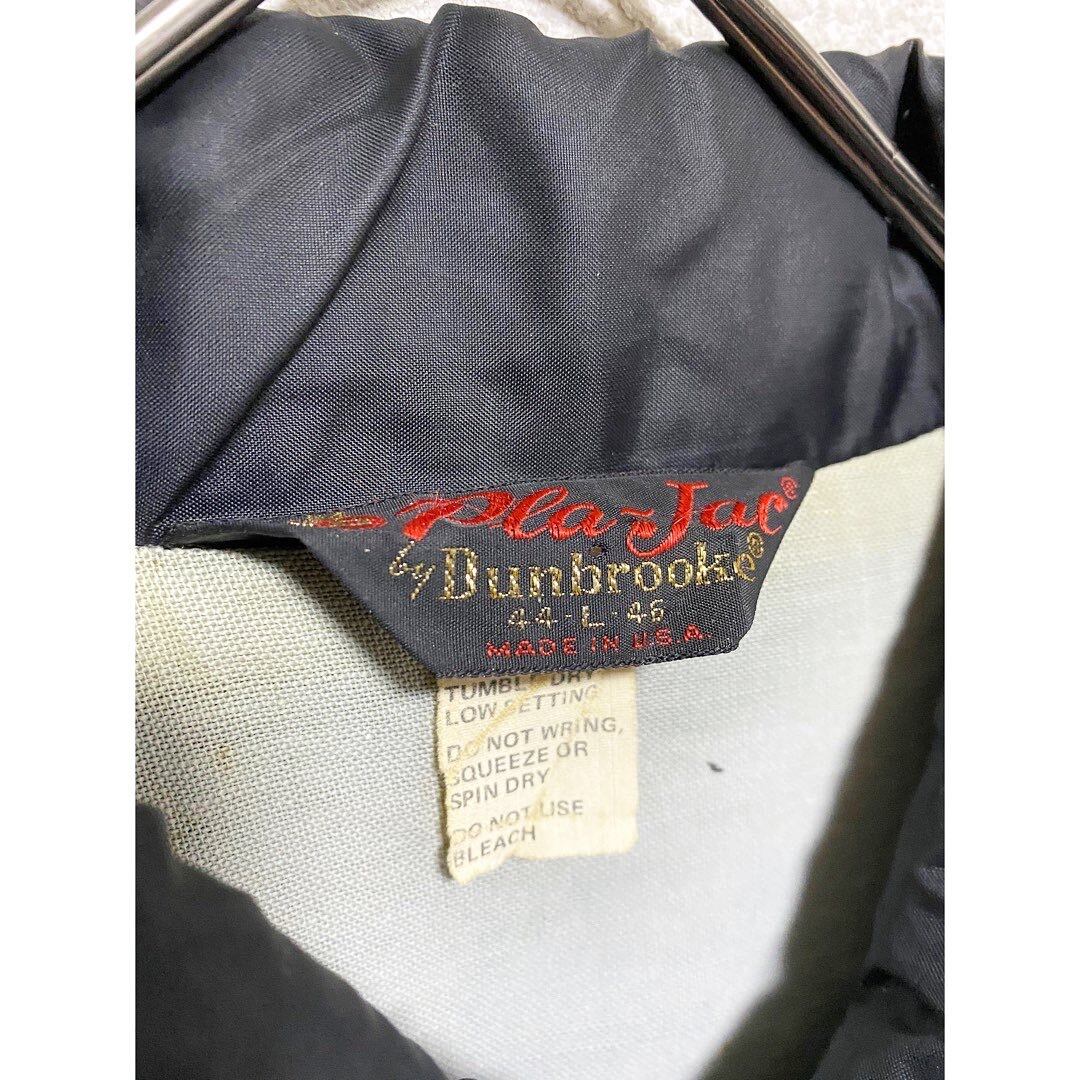 Pla-Jac®
by Dunbrooke®
44-L-46
MADE IN U.S.A.
TUMBLE DRY
LOW SETTING
DO NOT WRING,
SQUEEZE OR
SPIN DRY
DO NOT USE
BLEACH